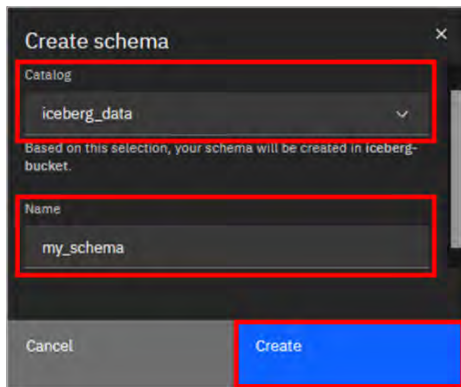 Create schema
Catalog
iceberg_data
Based on this selection, your schema will be created in iceberg-
bucket.
Name
my_schema
Cancel
Create